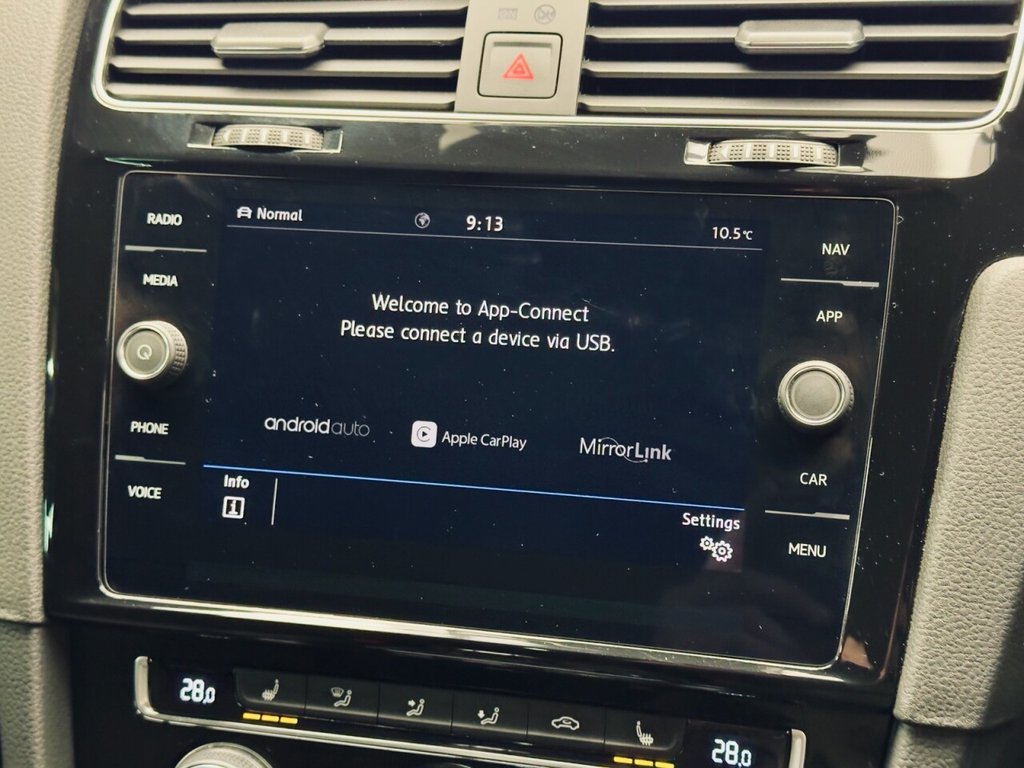 RADIO
MEDIA
PHONE
VOICE
Normal
9:13
10.5°C
Welcome to App-Connect
Please connect a device via USB.
androidauto
Apple CarPlay
MirrorLink
Info
Settings
NAV
APP
CAR
MENU
28.0
28.0